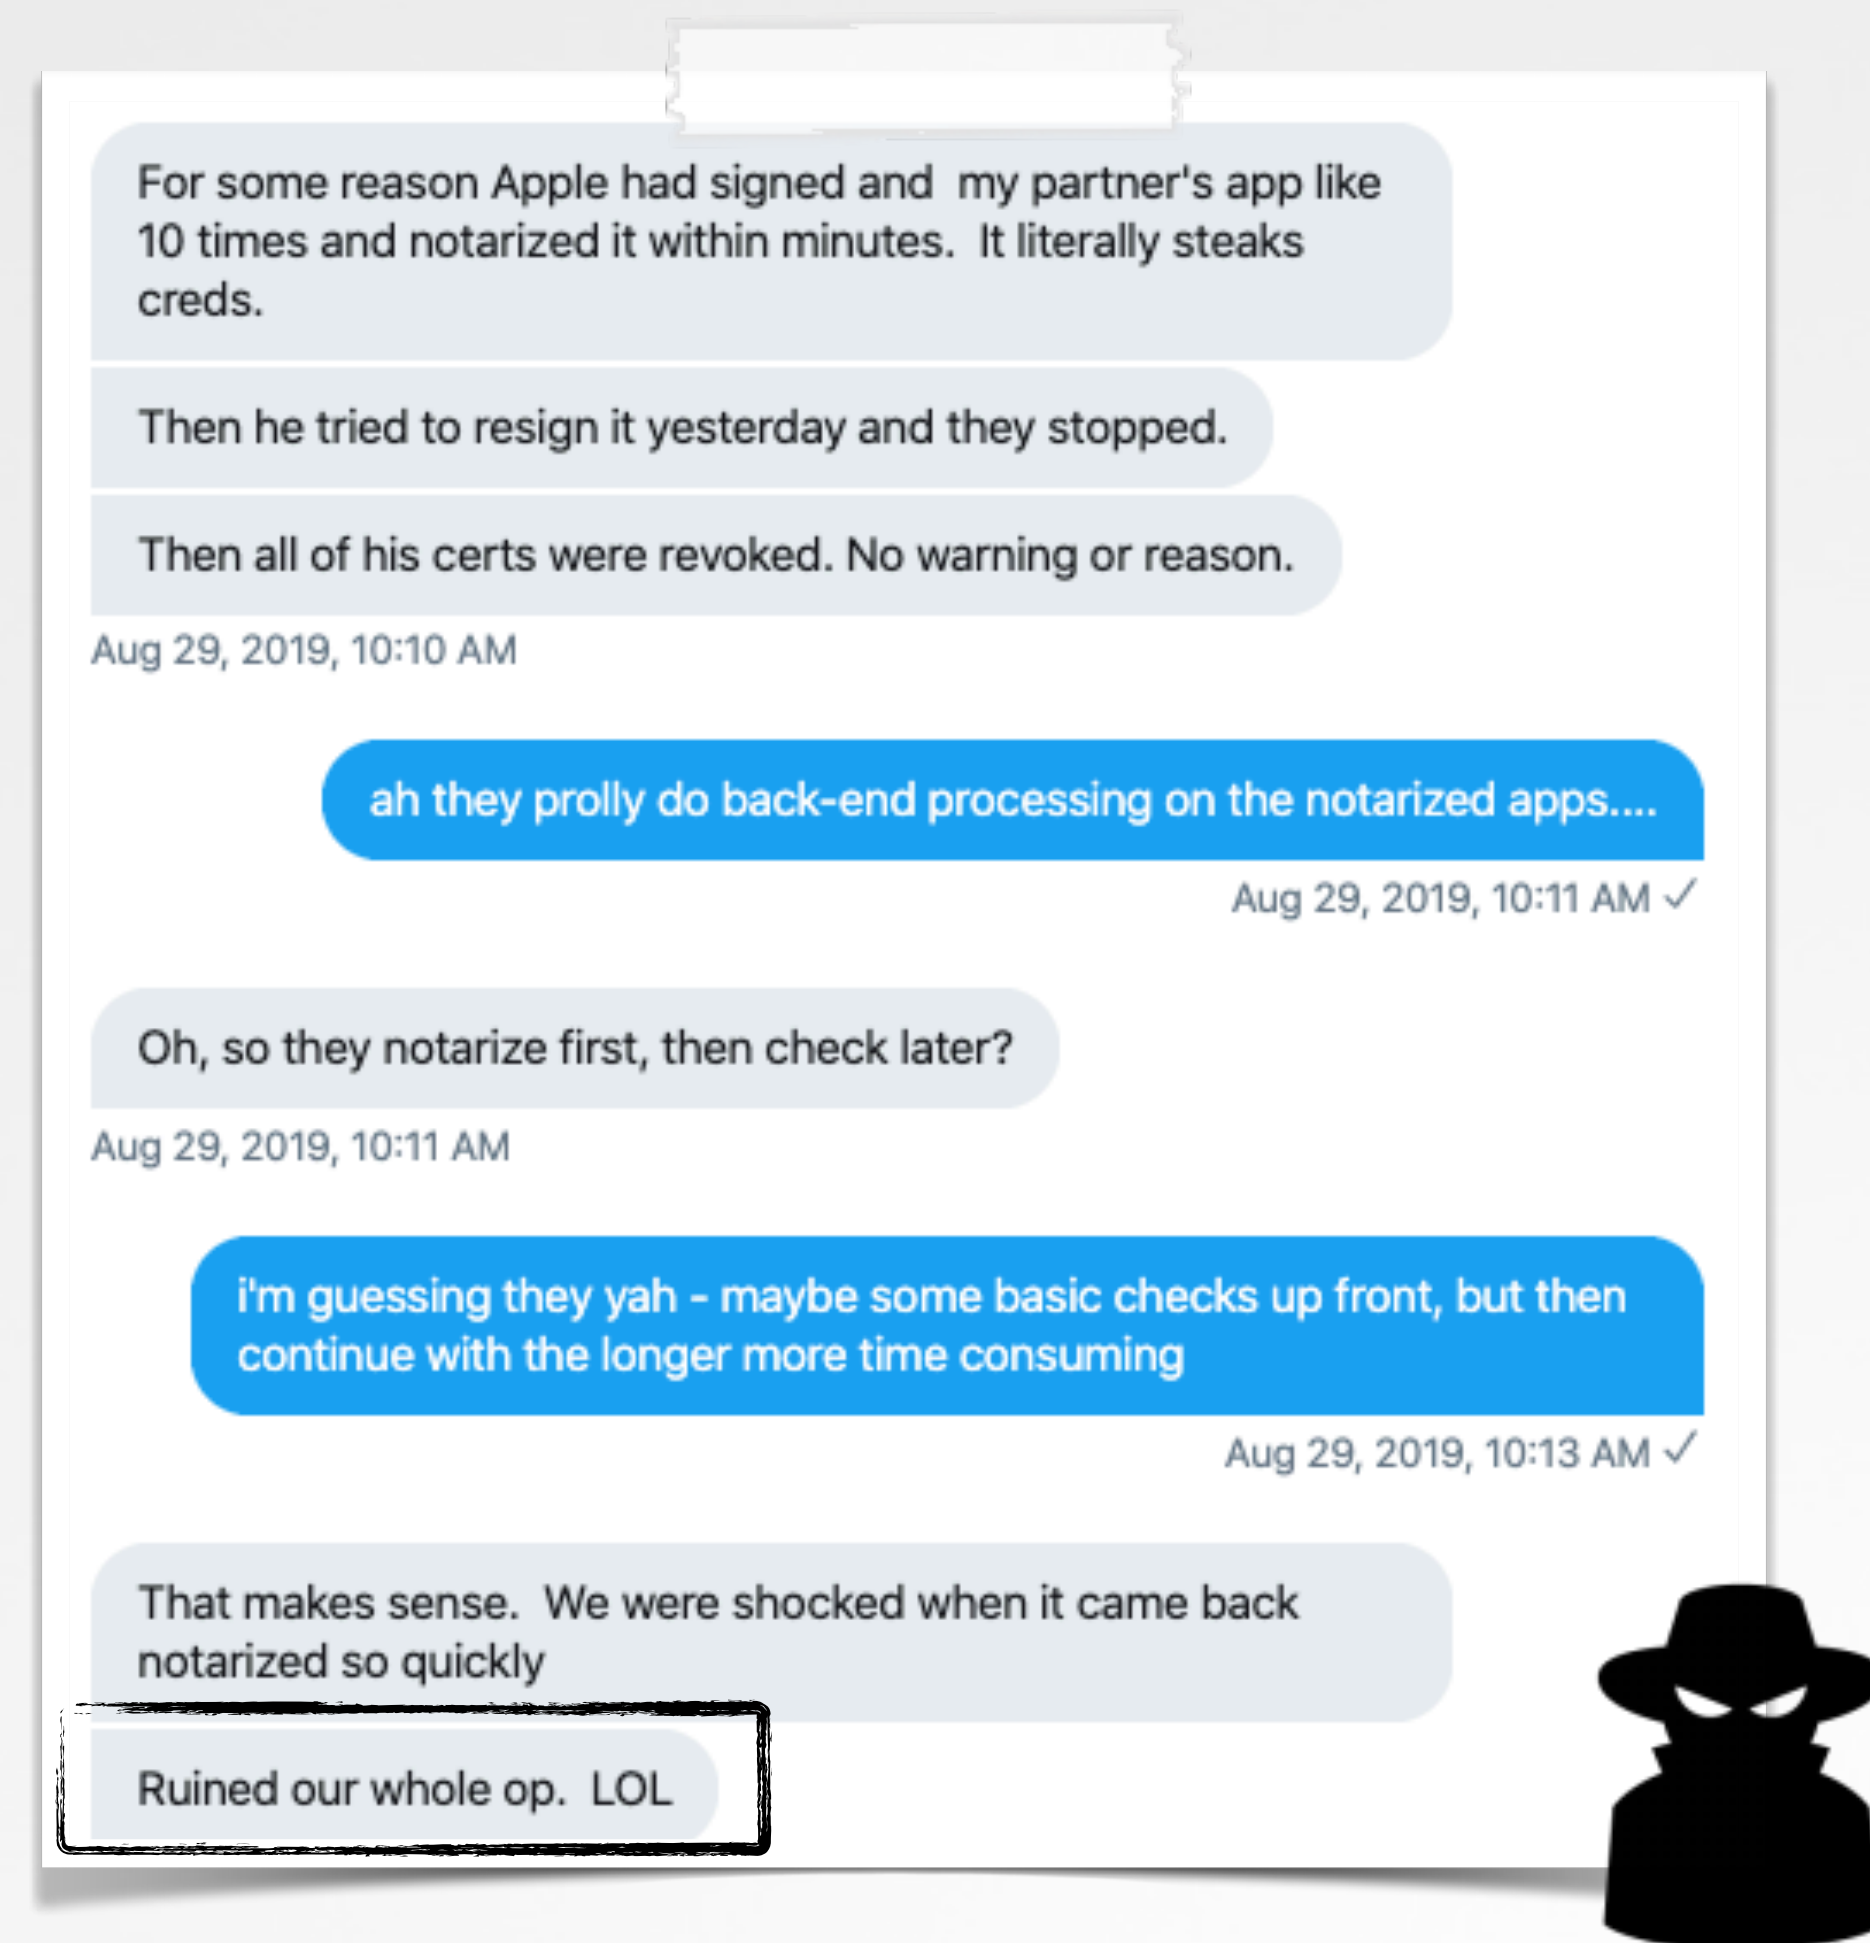 For some reason Apple had signed and  my partner's app like
10 times and notarized it within minutes.  It literally steaks
creds.
Then he tried to resign it yesterday and they stopped.
Then all of his certs were revoked. No warning or reason.
Aug 29, 2019, 10:10 AM
ah they prolly do back-end processing on the notarized apps....
Aug 29, 2019, 10:11 AM ✓
Oh, so they notarize first, then check later?
Aug 29, 2019, 10:11 AM
i'm guessing they yah - maybe some basic checks up front, but then
continue with the longer more time consuming
Aug 29, 2019, 10:13 AM ✓
That makes sense.  We were shocked when it came back
notarized so quickly
Ruined our whole op.  LOL